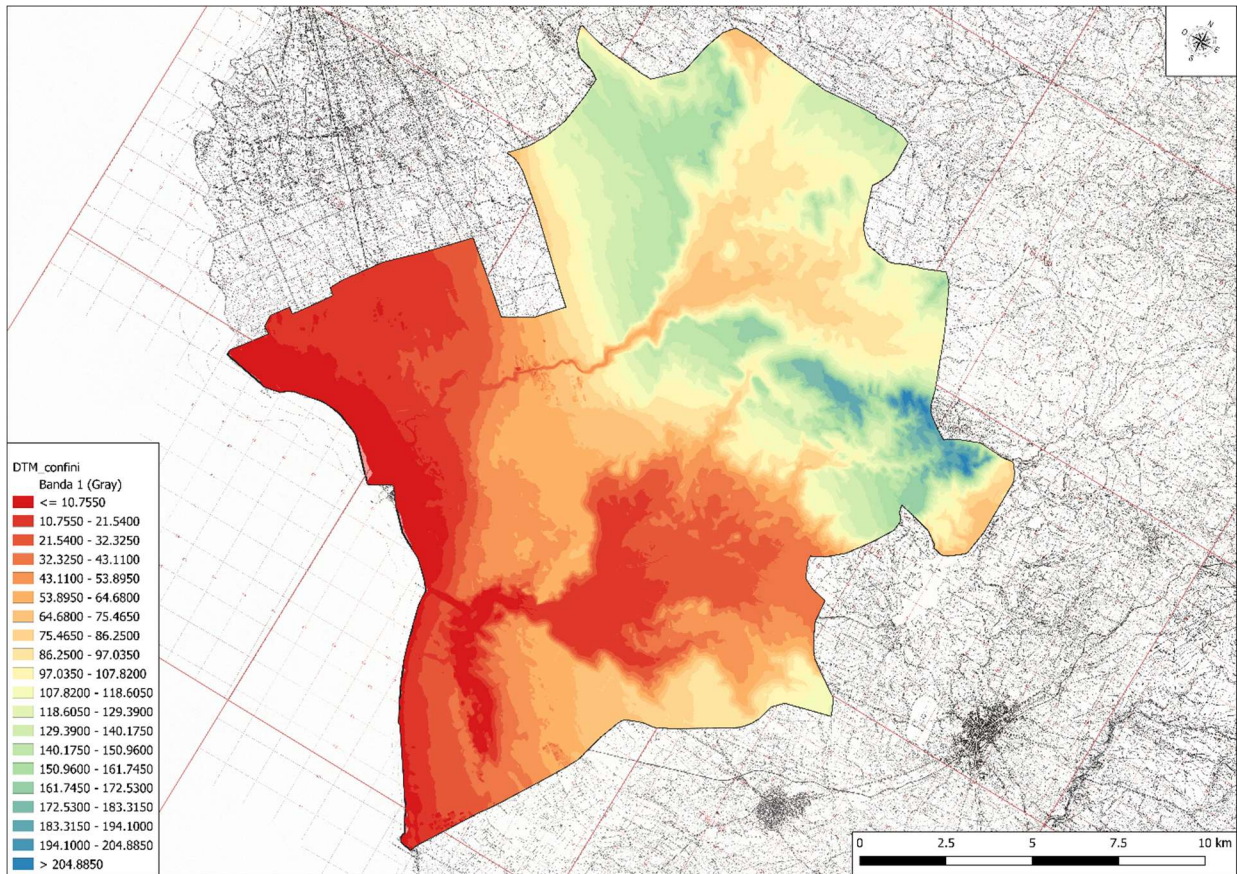 N
O
E
S
DTM_confini
Banda 1 (Gray)
<= 10.7550
10.7550 - 21.5400
21.5400 - 32.3250
32.3250 - 43.1100
43.1100 - 53.8950
53.8950 - 64.6800
64.6800 - 75.4650
75.4650 - 86.2500
86.2500 - 97.0350
97.0350 - 107.8200
107.8200 - 118.6050
118.6050 - 129.3900
129.3900 - 140.1750
140.1750 - 150.9600
150.9600 - 161.7450
161.7450 - 172.5300
172.5300 - 183.3150
183.3150 - 194.1000
194.1000 - 204.8850
> 204.8850
0 2.5 5 7.5 10 km